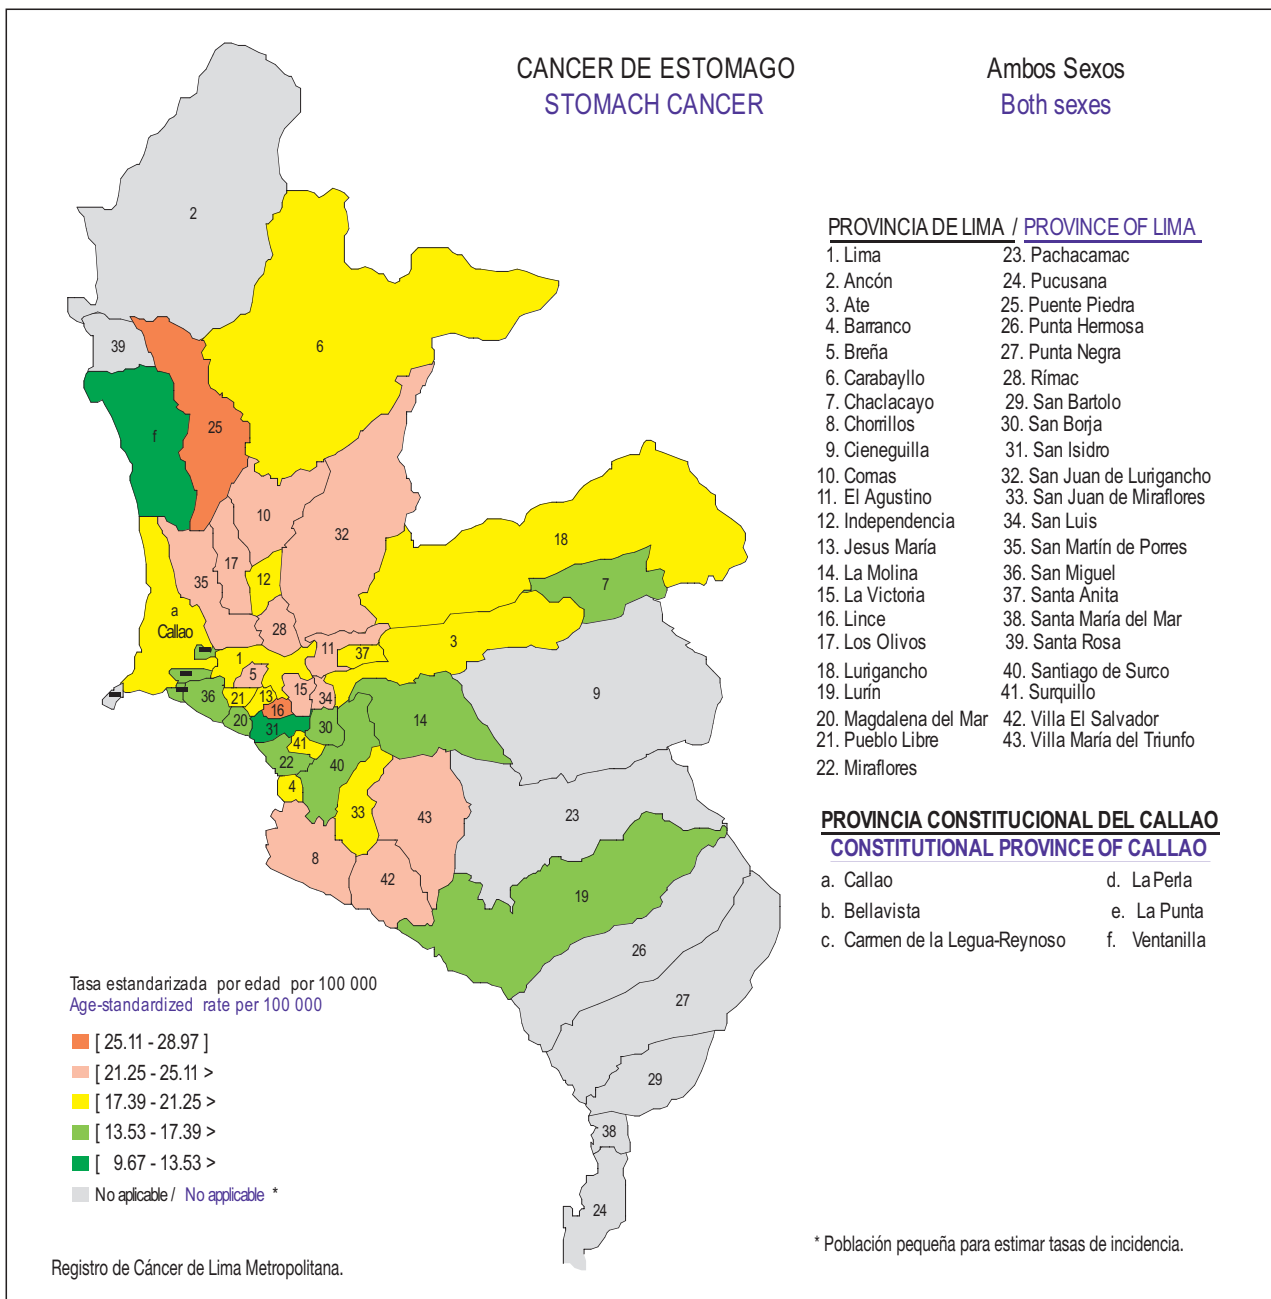 CANCER DE ESTOMAGO
STOMACH CANCER
Ambos Sexos
Both sexes
2
6
39
25
f
10
32
18
17
12
7
35
a
Callao
28
11
3
37
1
5
9
36
21
13
15
34
16
20
31
30
14
41
22
40
4
33
43
23
8
42
19
26
27
29
38
24
PROVINCIA DE LIMA / PROVINCE OF LIMA
1. Lima
2. Ancón
3. Ate
4. Barranco
5. Breña
6. Carabayllo
7. Chaclacayo
8. Chorrillos
9. Cieneguilla
10. Comas
11. El Agustino
12. Independencia
13. Jesus María
14. La Molina
15. La Victoria
16. Lince
17. Los Olivos
18. Lurigancho
19. Lurín
20. Magdalena del Mar
21. Pueblo Libre
22. Miraflores
23. Pachacamac
24. Pucusana
25. Puente Piedra
26. Punta Hermosa
27. Punta Negra
28. Rímac
29. San Bartolo
30. San Borja
31. San Isidro
32. San Juan de Lurigancho
33. San Juan de Miraflores
34. San Luis
35. San Martín de Porres
36. San Miguel
37. Santa Anita
38. Santa María del Mar
39. Santa Rosa
40. Santiago de Surco
41. Surquillo
42. Villa El Salvador
43. Villa María del Triunfo
PROVINCIA CONSTITUCIONAL DEL CALLAO
CONSTITUTIONAL PROVINCE OF CALLAO
a. Callao
b. Bellavista
c. Carmen de la Legua-Reynoso
d. La Perla
e. La Punta
f. Ventanilla
Tasa estandarizada por edad por 100 000
Age-standardized rate per 100 000
[ 25.11 - 28.97 ]
[ 21.25 - 25.11 >
[ 17.39 - 21.25 >
[ 13.53 - 17.39 >
[ 9.67 - 13.53 >
No aplicable / No applicable *
* Población pequeña para estimar tasas de incidencia.
Registro de Cáncer de Lima Metropolitana.